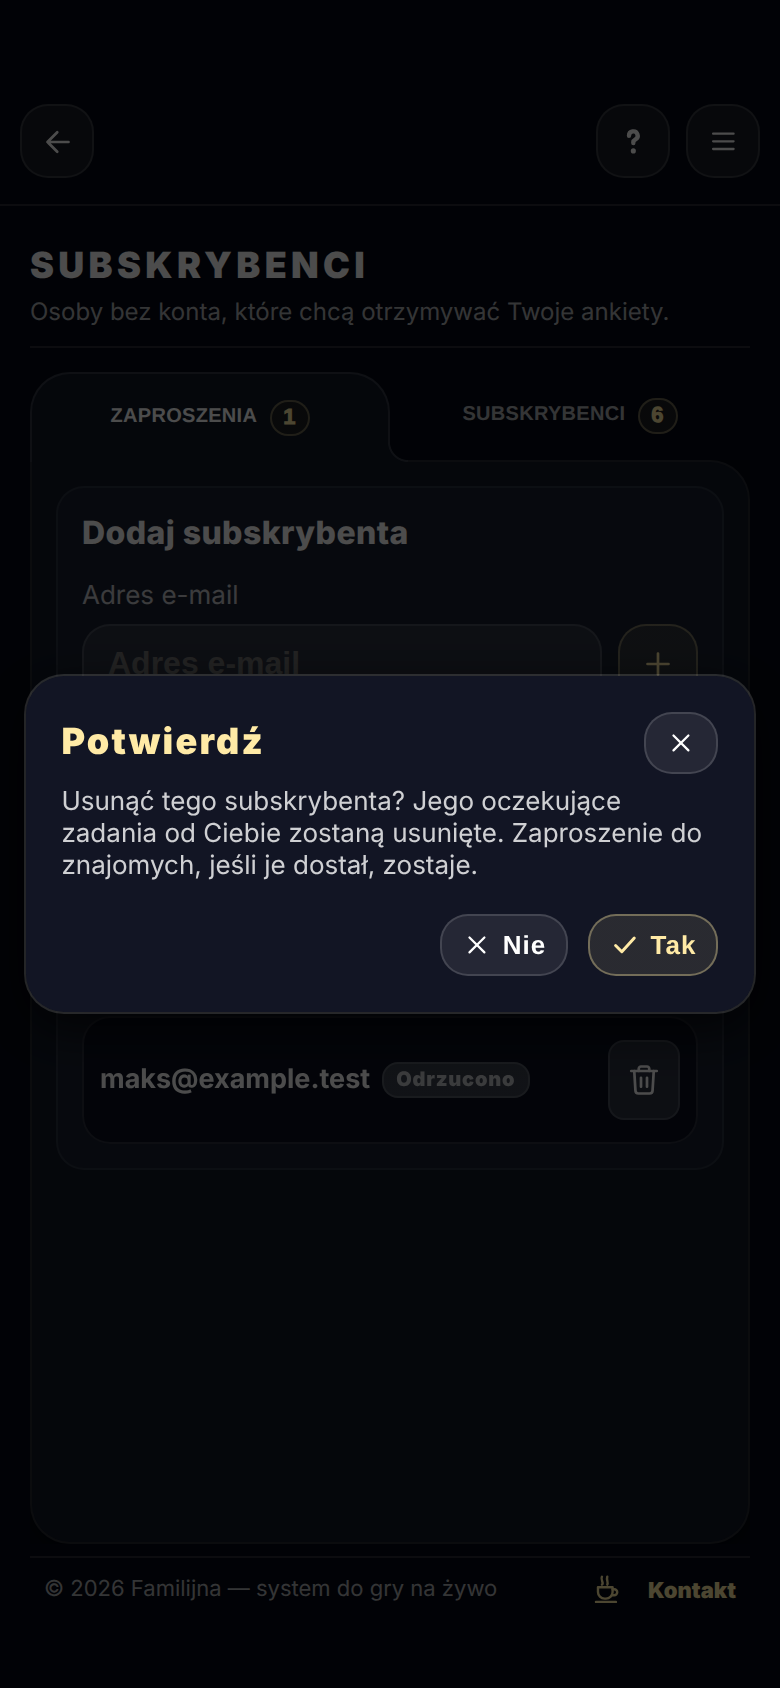 ?
SUBSKRYBENCI
Osoby bez konta, które chcą otrzymywać Twoje ankiety.
ZAPROSZENIA 1
SUBSKRYBENCI 6
Dodaj subskrybenta
Adres e-mail
Adres e-mail
Potwierdź
Usunąć tego subskrybenta? Jego oczekujące
zadania od Ciebie zostaną usunięte. Zaproszenie do
znajomych, jeśli je dostał, zostaje.
Nie
Tak
maks@example.test Odrzucono
© 2026 Familijna — system do gry na żywo
Kontakt